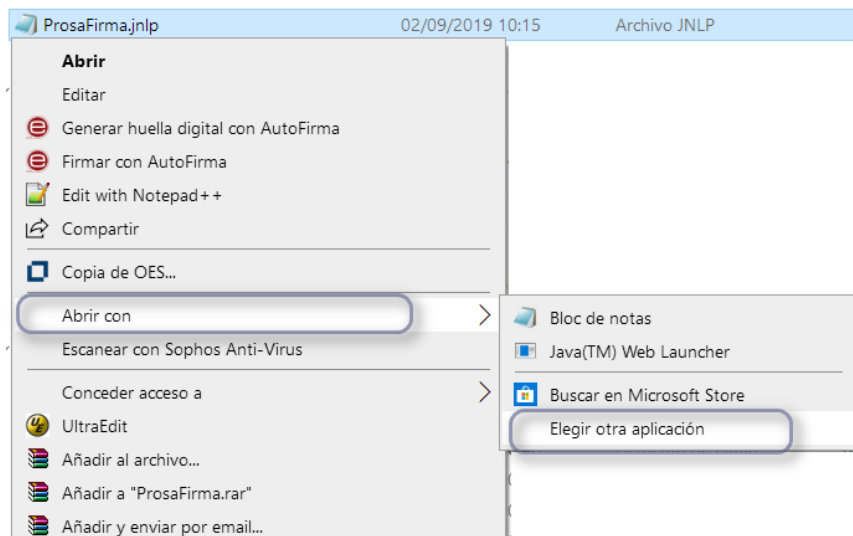 ProsaFirma.jnlp 02/09/2019 10:15 Archivo JNLP
Abrir
Editar
Generar huella digital con AutoFirma
Firmar con AutoFirma
Edit with Notepad++
Compartir
Copia de OES...
Abrir con
Escanear con Sophos Anti-Virus
Conceder acceso a
UltraEdit
Añadir al archivo...
Añadir a "ProsaFirma.rar"
Añadir y enviar por email...
Bloc de notas
Java(TM) Web Launcher
Buscar en Microsoft Store
Elegir otra aplicación